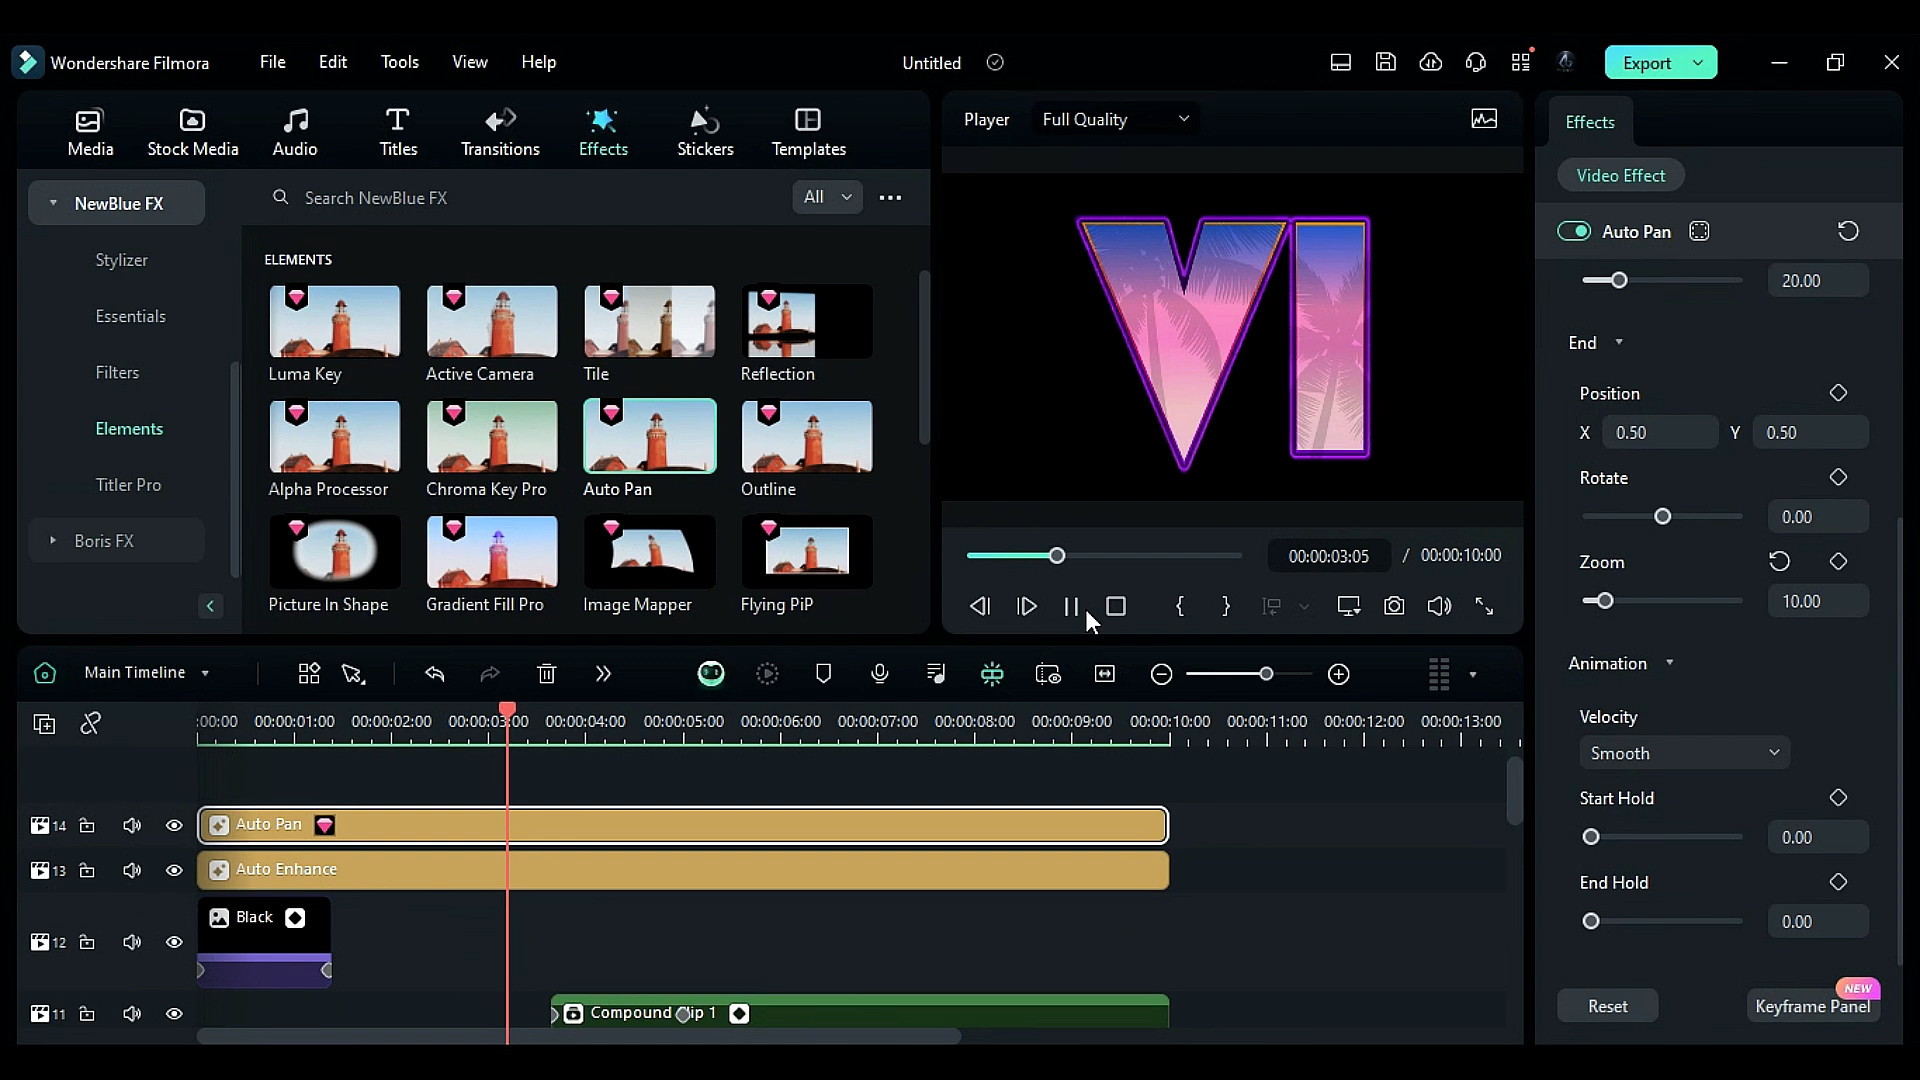 Wondershare Filmora File Edit Tools View Help Untitled Export
Media Stock Media Audio Titles Transitions Effects Stickers Templates
NewBlue FX
Search NewBlue FX
All
Stylizer
Essentials
Filters
Elements
Titler Pro
Boris FX
ELEMENTS
Luma Key Active Camera Tile Reflection
Alpha Processor Chroma Key Pro Auto Pan Outline
Picture In Shape Gradient Fill Pro Image Mapper Flying PiP
Player Full Quality
VI
00:00:03:05 / 00:00:10:00
{ }
Effects
Video Effect
Auto Pan
20.00
End
Position
X 0.50 Y 0.50
Rotate
0.00
Zoom
10.00
Animation
Velocity
Smooth
Start Hold
0.00
End Hold
0.00
NEW
Reset Keyframe Panel
Main Timeline
:00:00 00:00:01:00 00:00:02:00 00:00:03:00 00:00:04:00 00:00:05:00 00:00:06:00 00:00:07:00 00:00:08:00 00:00:09:00 00:00:10:00 00:00:11:00 00:00:12:00 00:00:13:00
14 Auto Pan
13 Auto Enhance
12 Black
11 Compound Clip 1